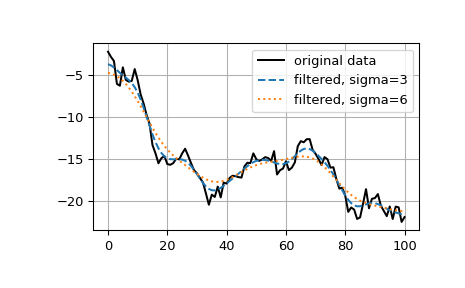 original data
filtered, sigma=3
filtered, sigma=6
−5
−10
−15
−20
0 20 40 60 80 100